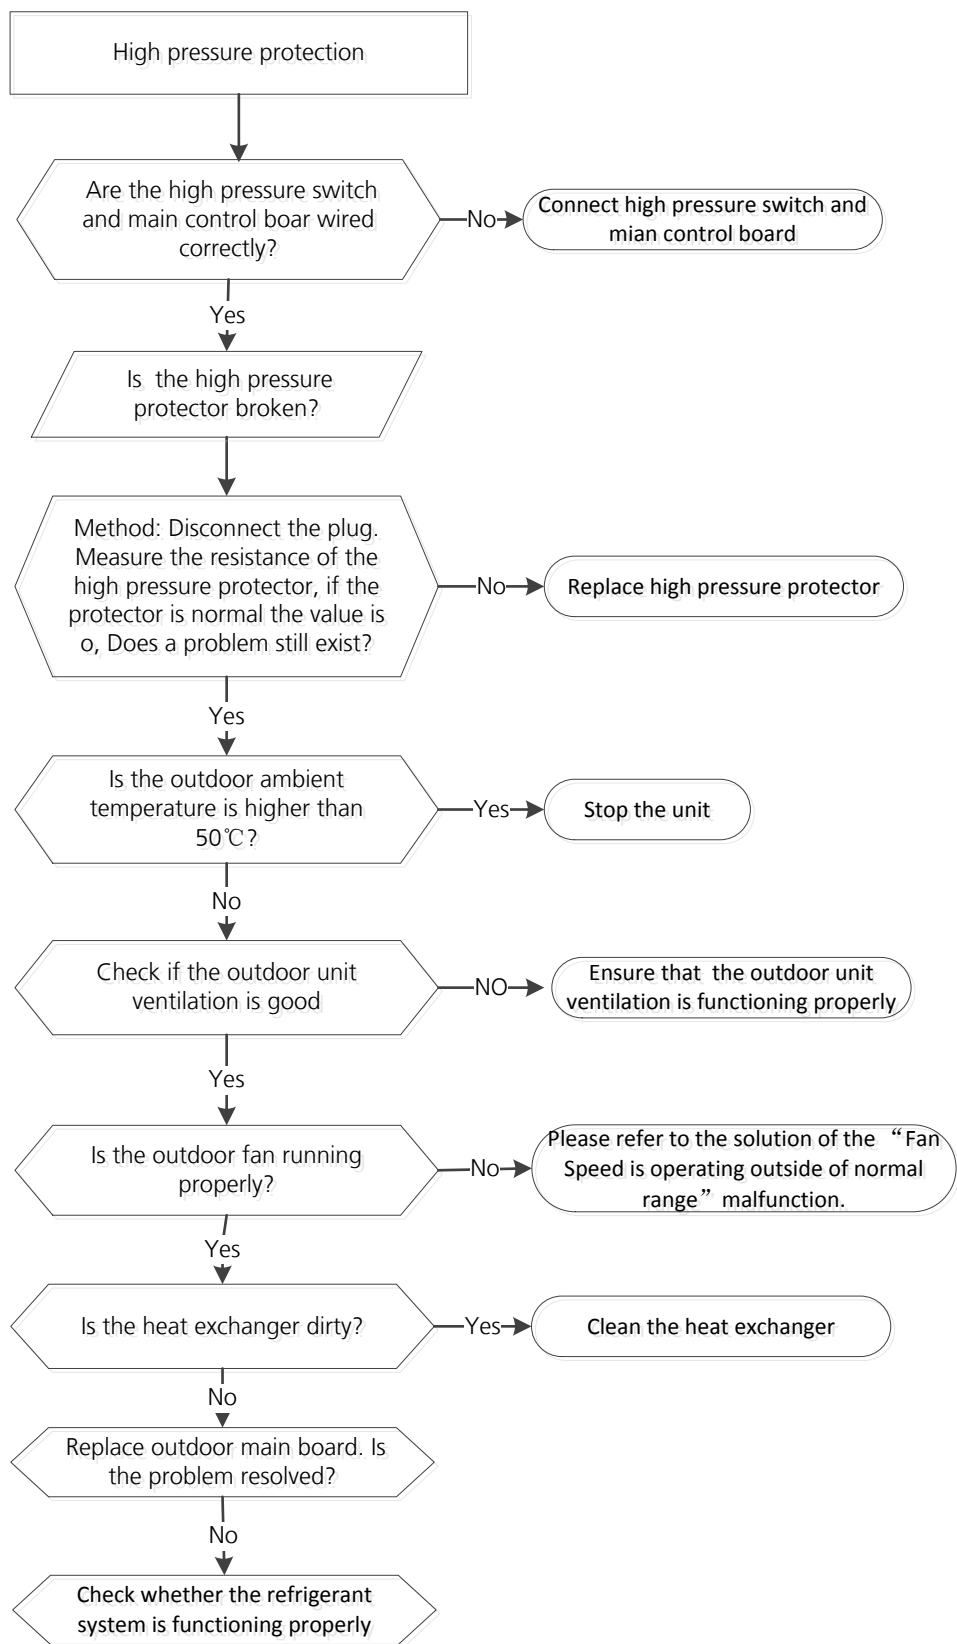 High pressure protection
Are the high pressure switch
and main control boar wired
correctly?
No
Connect high pressure switch and
mian control board
Yes
Is the high pressure
protector broken?
Method: Disconnect the plug.
Measure the resistance of the
high pressure protector, if the
protector is normal the value is
o, Does a problem still exist?
No
Replace high pressure protector
Yes
Is the outdoor ambient
temperature is higher than
50℃?
Yes
Stop the unit
No
Check if the outdoor unit
ventilation is good
NO
Ensure that the outdoor unit
ventilation is functioning properly
Yes
Is the outdoor fan running
properly?
No
Please refer to the solution of the “Fan
Speed is operating outside of normal
range” malfunction.
Yes
Is the heat exchanger dirty?
Yes
Clean the heat exchanger
No
Replace outdoor main board. Is
the problem resolved?
No
Check whether the refrigerant
system is functioning properly